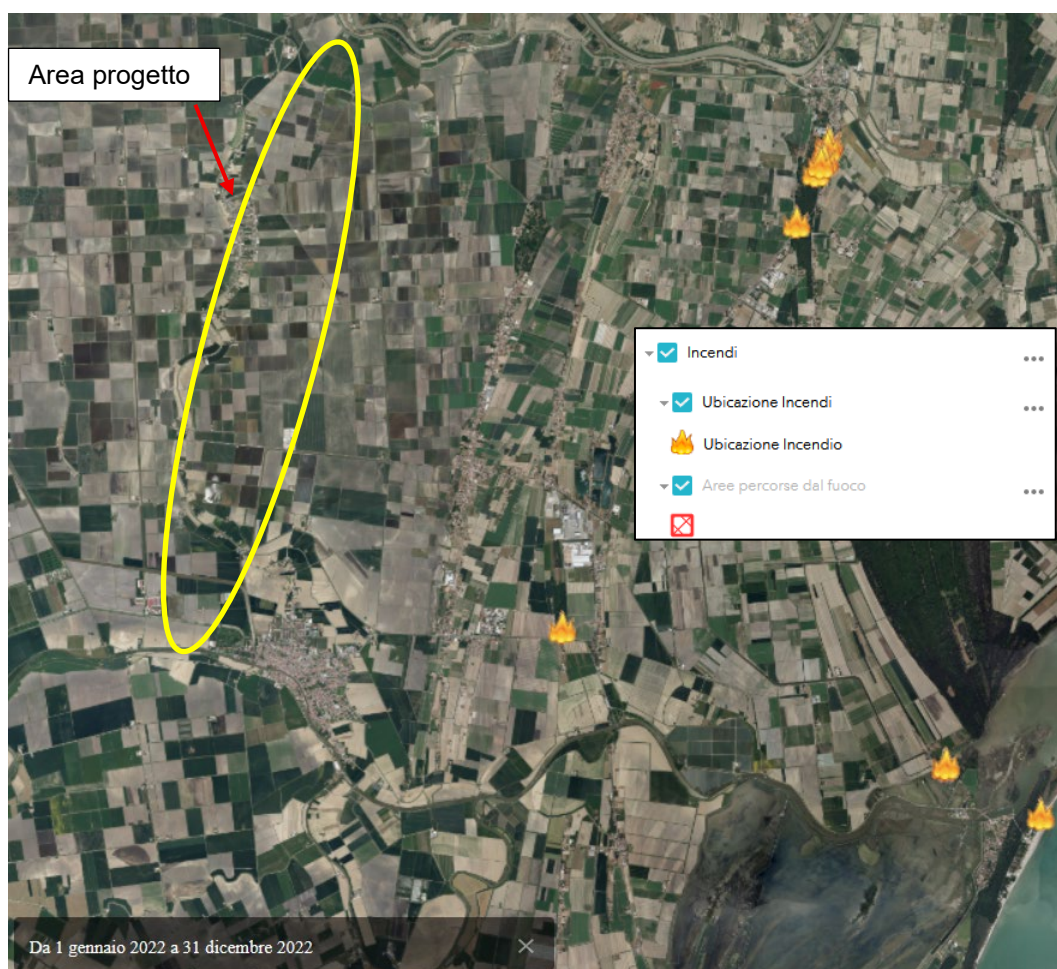 Area progetto
Incendi
Ubicazione Incendi
Ubicazione Incendio
Aree percorse dal fuoco
Da 1 gennaio 2022 a 31 dicembre 2022